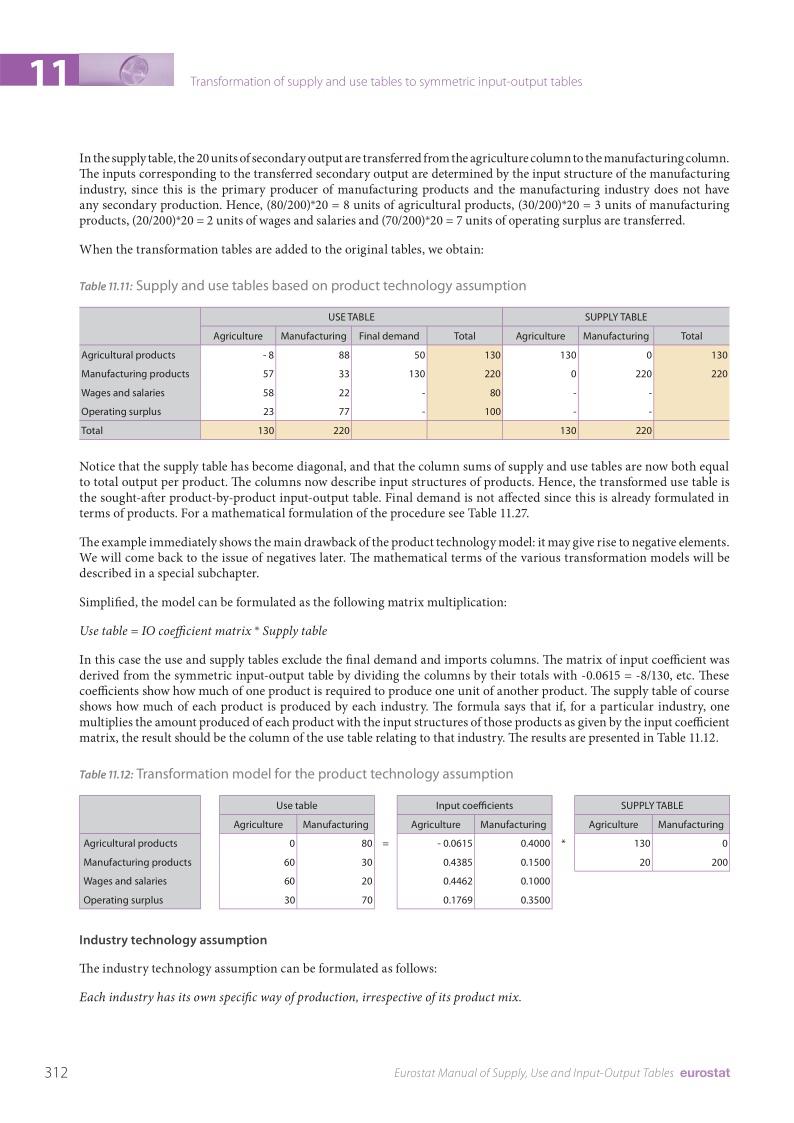 11
Transformation of supply and use tables to symmetric input-output tables
In the supply table, the 20 units of secondary output are transferred from the agriculture column to the manufacturing column.
The inputs corresponding to the transferred secondary output are determined by the input structure of the manufacturing
industry, since this is the primary producer of manufacturing products and the manufacturing industry does not have
any secondary production. Hence, (80/200)*20 = 8 units of agricultural products, (30/200)*20 = 3 units of manufacturing
products, (20/200)*20 = 2 units of wages and salaries and (70/200)*20 = 7 units of operating surplus are transferred.
When the transformation tables are added to the original tables, we obtain:
Table 11.11: Supply and use tables based on product technology assumption
USE TABLE SUPPLY TABLE
Agriculture Manufacturing Final demand Total Agriculture Manufacturing Total
Agricultural products - 8 88 50 130 130 0 130
Manufacturing products 57 33 130 220 0 220 220
Wages and salaries 58 22 - 80 - -
Operating surplus 23 77 - 100 - -
Total 130 220 130 220
Notice that the supply table has become diagonal, and that the column sums of supply and use tables are now both equal
to total output per product. The columns now describe input structures of products. Hence, the transformed use table is
the sought-after product-by-product input-output table. Final demand is not affected since this is already formulated in
terms of products. For a mathematical formulation of the procedure see Table 11.27.
The example immediately shows the main drawback of the product technology model: it may give rise to negative elements.
We will come back to the issue of negatives later. The mathematical terms of the various transformation models will be
described in a special subchapter.
Simplified, the model can be formulated as the following matrix multiplication:
Use table = IO coefficient matrix * Supply table
In this case the use and supply tables exclude the final demand and imports columns. The matrix of input coefficient was
derived from the symmetric input-output table by dividing the columns by their totals with -0.0615 = -8/130, etc. These
coefficients show how much of one product is required to produce one unit of another product. The supply table of course
shows how much of each product is produced by each industry. The formula says that if, for a particular industry, one
multiplies the amount produced of each product with the input structures of those products as given by the input coefficient
matrix, the result should be the column of the use table relating to that industry. The results are presented in Table 11.12.
Table 11.12: Transformation model for the product technology assumption
Use table Input coefficients SUPPLY TABLE
Agriculture Manufacturing Agriculture Manufacturing Agriculture Manufacturing
Agricultural products 0 80 = - 0.0615 0.4000 * 130 0
Manufacturing products 60 30 0.4385 0.1500 20 200
Wages and salaries 60 20 0.4462 0.1000
Operating surplus 30 70 0.1769 0.3500
Industry technology assumption
The industry technology assumption can be formulated as follows:
Each industry has its own specific way of production, irrespective of its product mix.
312
Eurostat Manual of Supply, Use and Input-Output Tables eurostat